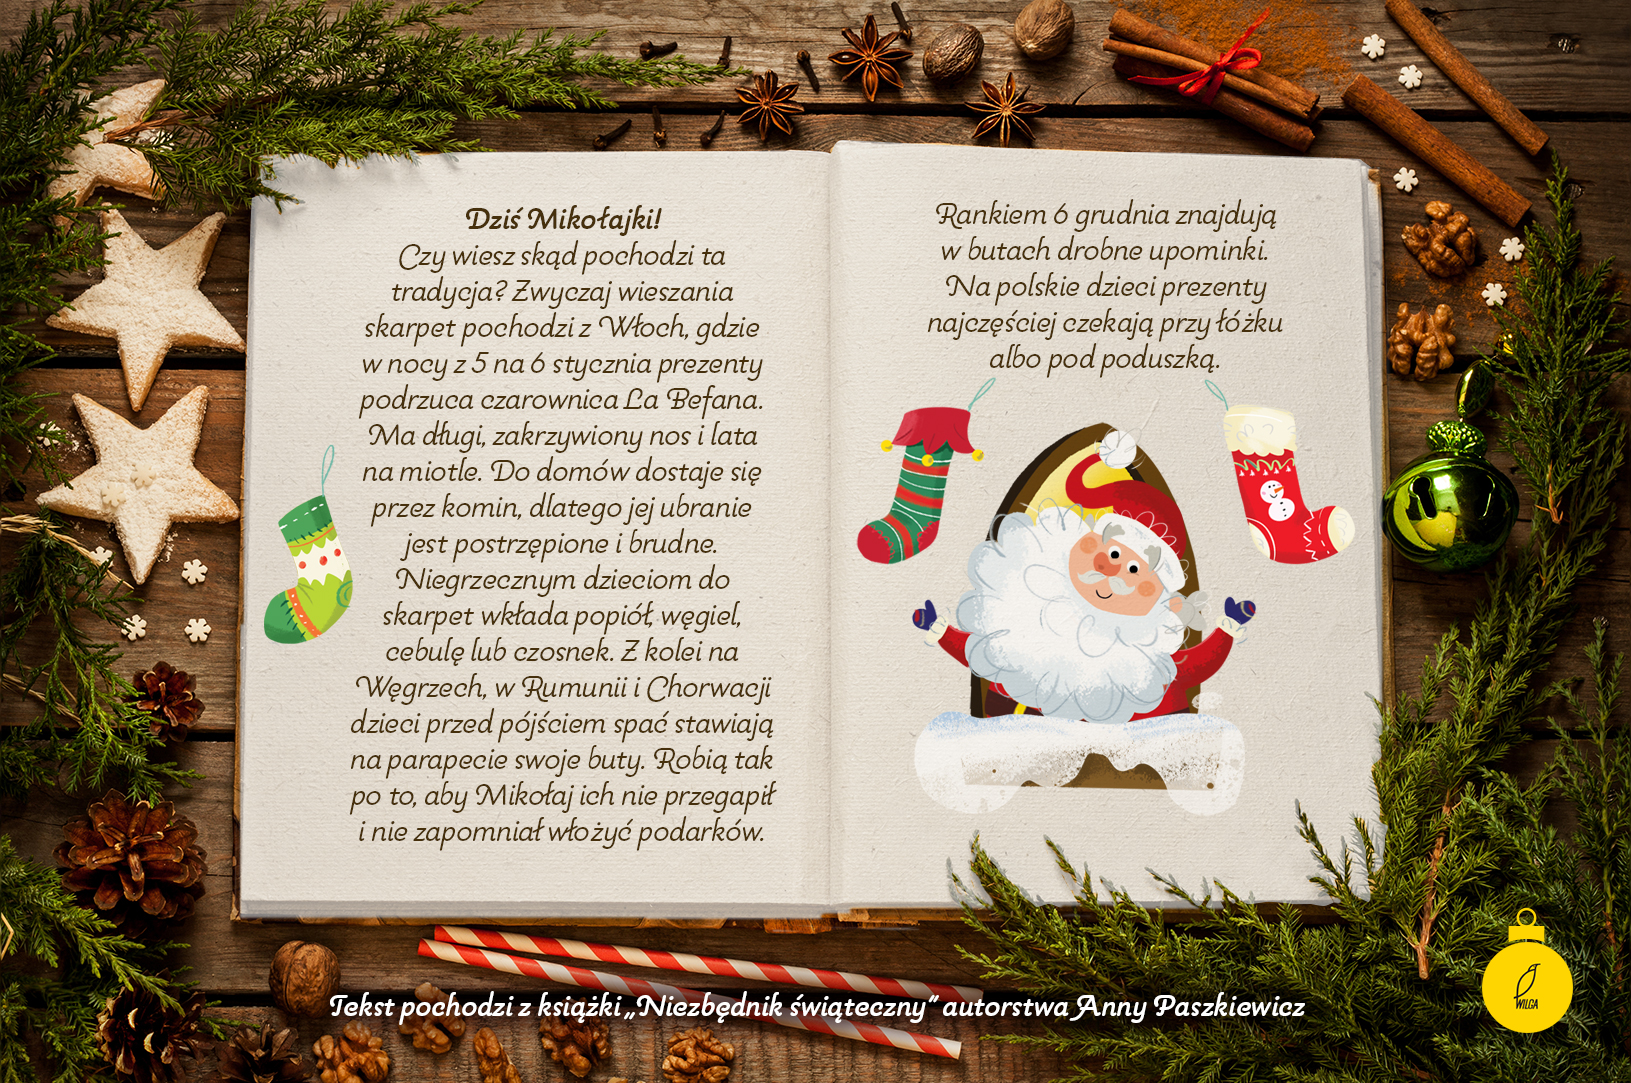 Dziś Mikołajki!
Czy wiesz skąd pochodzi ta
tradycja? Zwyczaj wieszania
skarpet pochodzi z Włoch, gdzie
w nocy z 5 na 6 stycznia prezenty
podrzuca czarownica La Befana.
Ma długi, zakrzywiony nos i lata
na miotle. Do domów dostaje się
przez komin, dlatego jej ubranie
jest postrzępione i brudne.
Niegrzecznym dzieciom do
skarpet wkłada popiół, węgiel,
cebulę lub czosnek. Z kolei na
Węgrzech, w Rumunii i Chorwacji
dzieci przed pójściem spać stawiają
na parapecie swoje buty. Robią tak
po to, aby Mikołaj ich nie przegapił
i nie zapomniał włożyć podarków.
Rankiem 6 grudnia znajdują
w butach drobne upominki.
Na polskie dzieci prezenty
najczęściej czekają przy łóżku
albo pod poduszką.
Tekst pochodzi z książki „Niezbędnik świąteczny" autorstwa Anny Paszkiewicz
WILGA